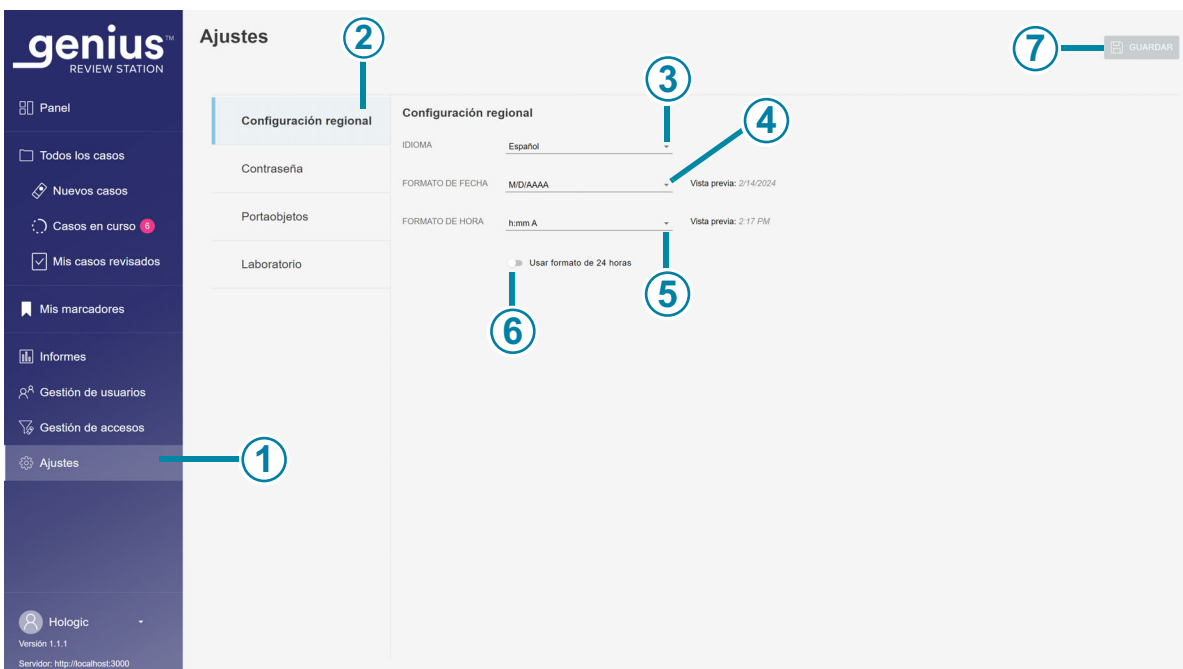 genius™
REVIEW STATION
Panel
Todos los casos
Nuevos casos
Casos en curso 6
Mis casos revisados
Mis marcadores
Informes
Gestión de usuarios
Gestión de accesos
Ajustes
Hologic
Versión 1.1.1
Servidor: http://localhost:3000
Ajustes
GUARDAR
Configuración regional
Contraseña
Portaobjetos
Laboratorio
Configuración regional
IDIOMA Español
FORMATO DE FECHA M/D/AAAA Vista previa: 2/14/2024
FORMATO DE HORA h:mm A Vista previa: 2:17 PM
Usar formato de 24 horas
1
2
3
4
5
6
7